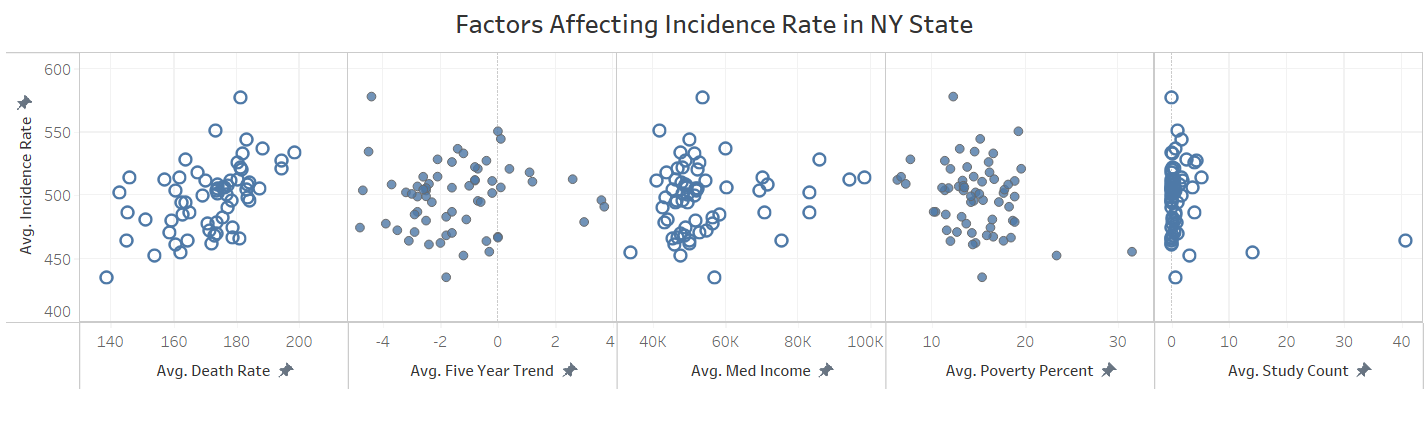 Factors Affecting Incidence Rate in NY State
Avg. Incidence Rate
600
550
500
450
400
140 160 180 200
Avg. Death Rate
-4 -2 0 2 4
Avg. Five Year Trend
40K 60K 80K 100K
Avg. Med Income
10 20 30
Avg. Poverty Percent
0 10 20 30 40
Avg. Study Count